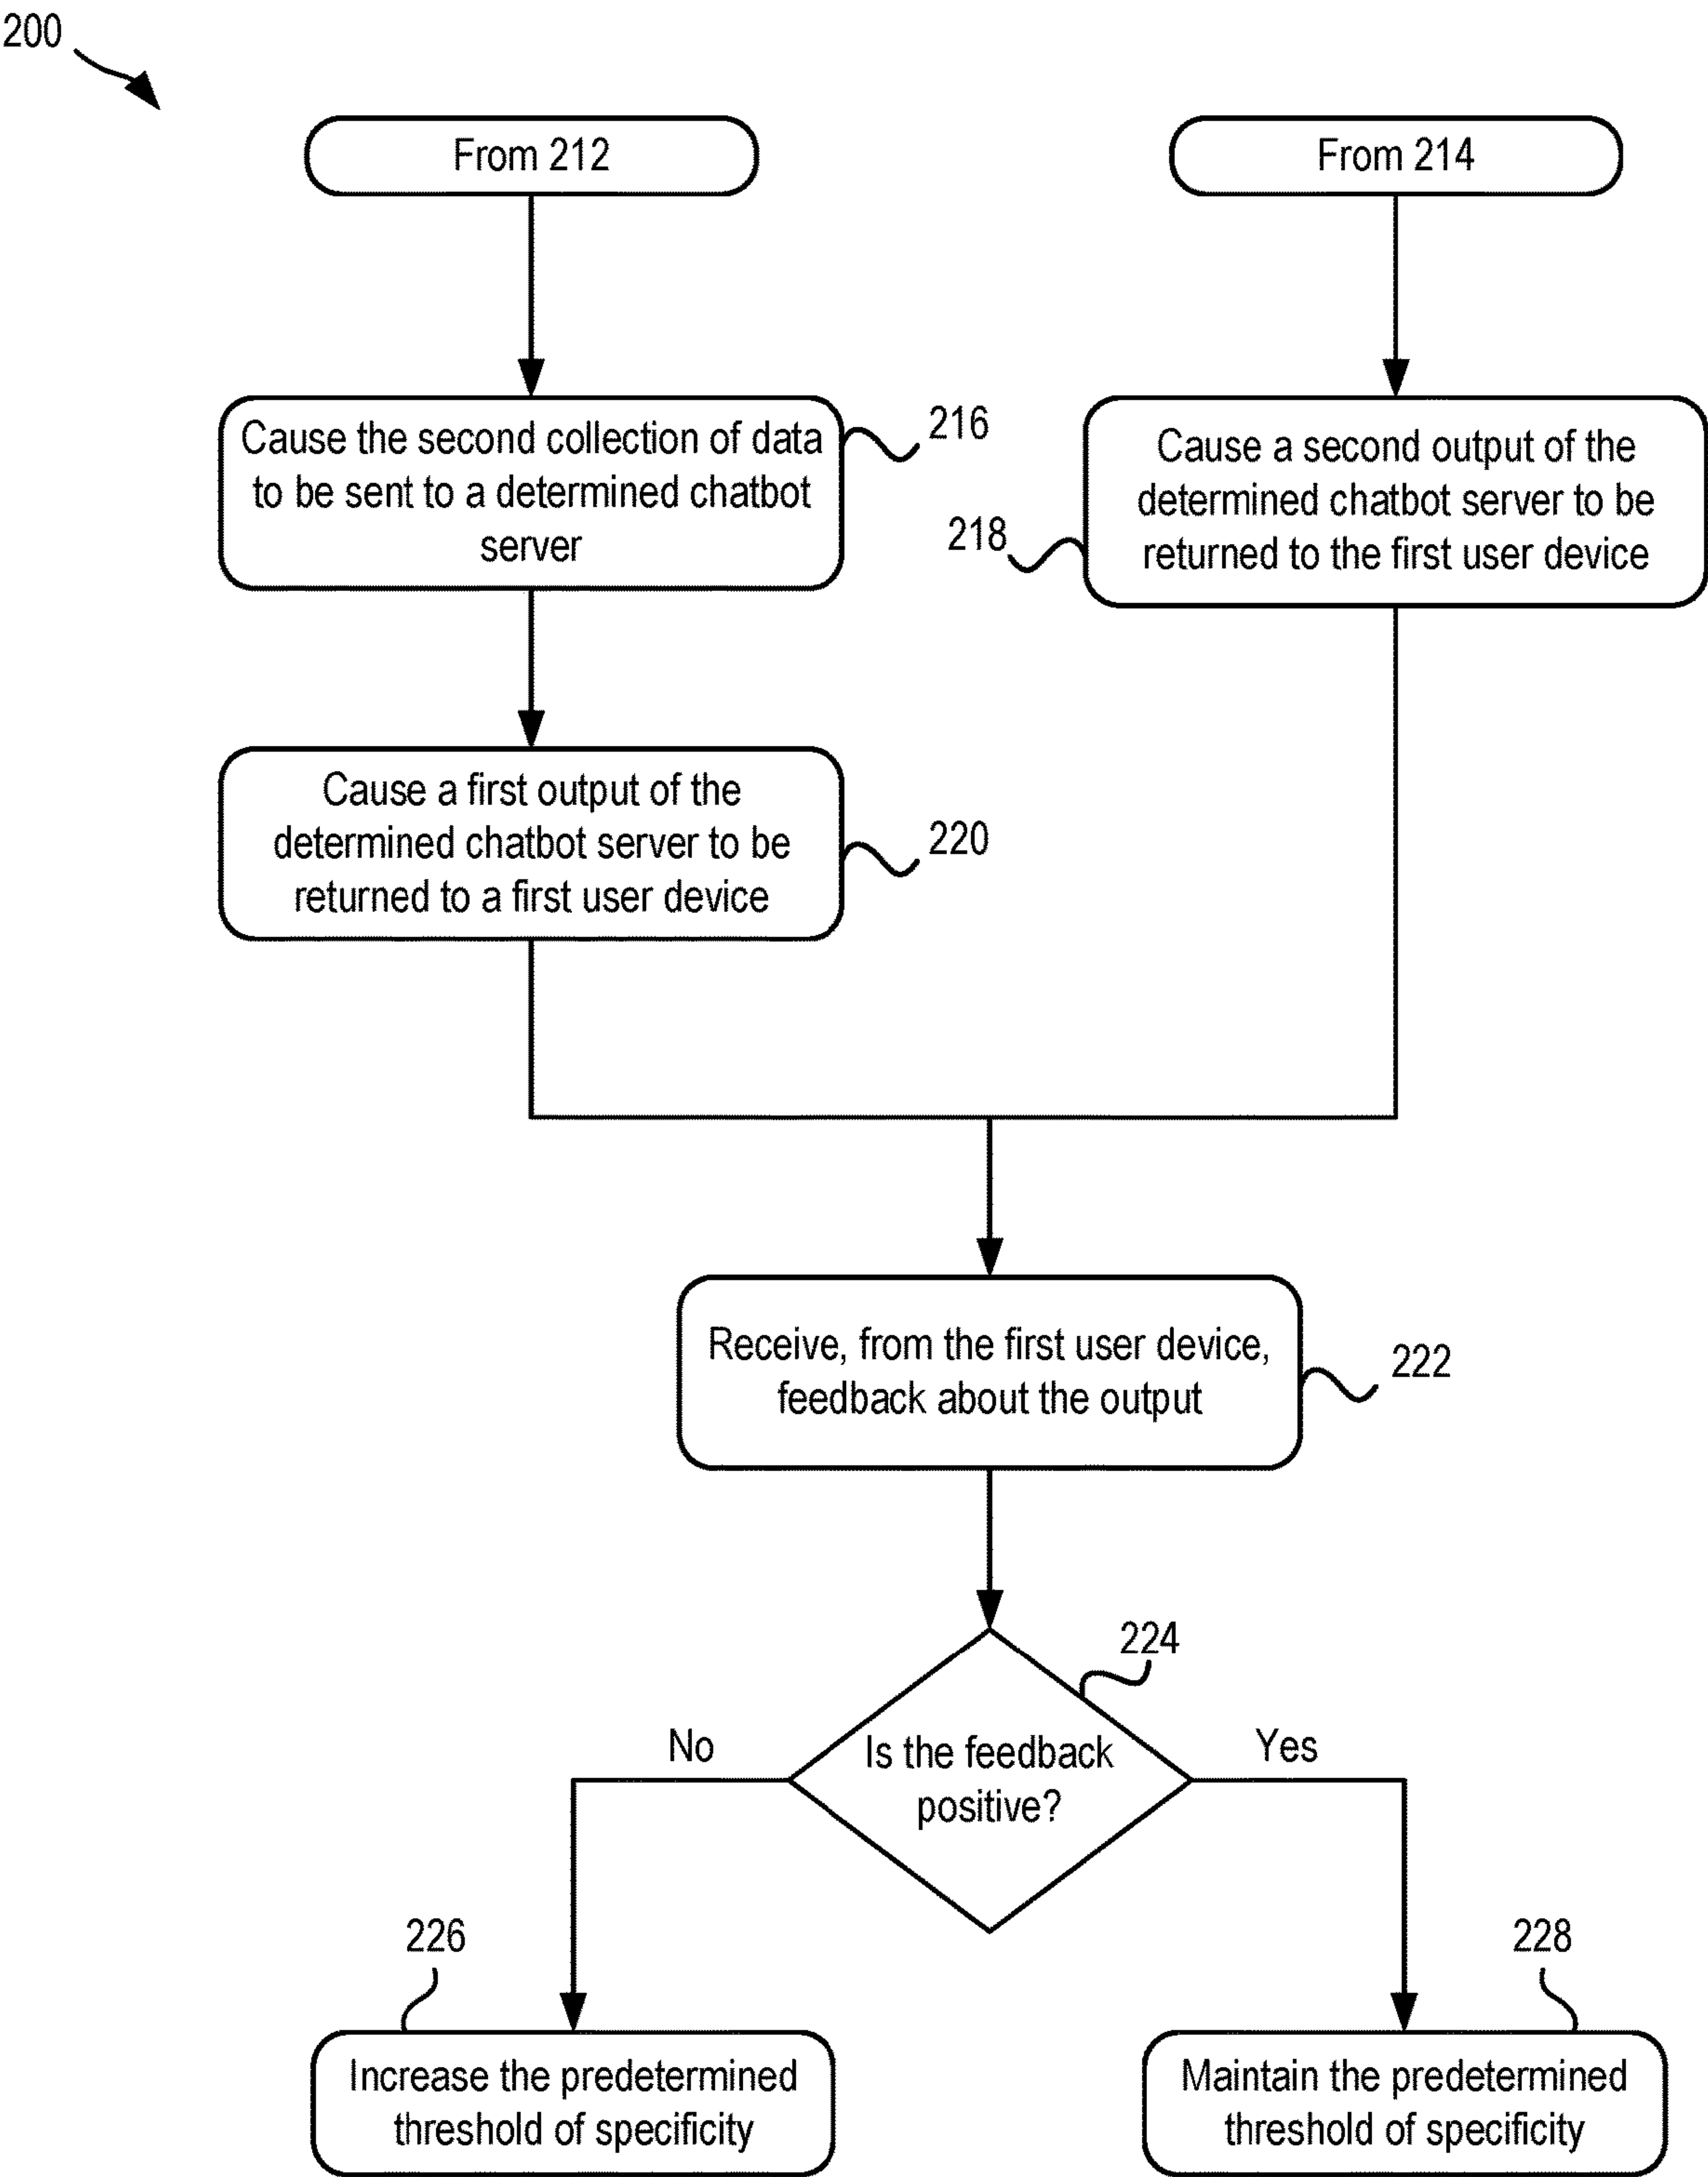 200
From 212
From 214
Cause the second collection of data
to be sent to a determined chatbot
server
216
Cause a second output of the
determined chatbot server to be
returned to the first user device
218
Cause a first output of the
determined chatbot server to be
returned to a first user device
220
Receive, from the first user device,
feedback about the output
222
224
Is the feedback
positive?
No
Yes
226
228
Increase the predetermined
threshold of specificity
Maintain the predetermined
threshold of specificity